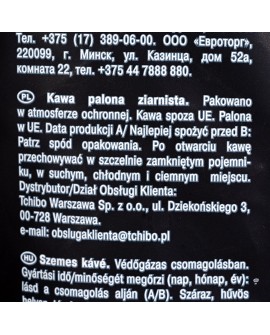 Тел. +375 (17) 389-06-00. ООО «Евроторг»,
220099, г. Минск, ул. Казинца, дом 52а,
комната 22, тел. +375 44 7888 880.
PL Kawa palona ziarnista. Pakowano
w atmosferze ochronnej. Kawa spoza UE. Palona
w UE. Data produkcji A/ Najlepiej spożyć przed B:
Patrz spód opakowania. Po otwarciu kawę
przechowywać w szczelnie zamkniętym pojemni-
ku, w suchym, chłodnym i ciemnym miejscu.
Dystrybutor/Dział Obsługi Klienta:
Tchibo Warszawa Sp. z o.o., ul. Dziekońskiego 3,
00-728 Warszawa.
e-mail: obslugaklienta@tchibo.pl
HU Szemes kávé. Védőgázas csomagolásban.
Gyártási idő/minőségét megőrzi (nap, hónap, év):
lásd a csomagolás alján (A/B). Száraz, hűvös